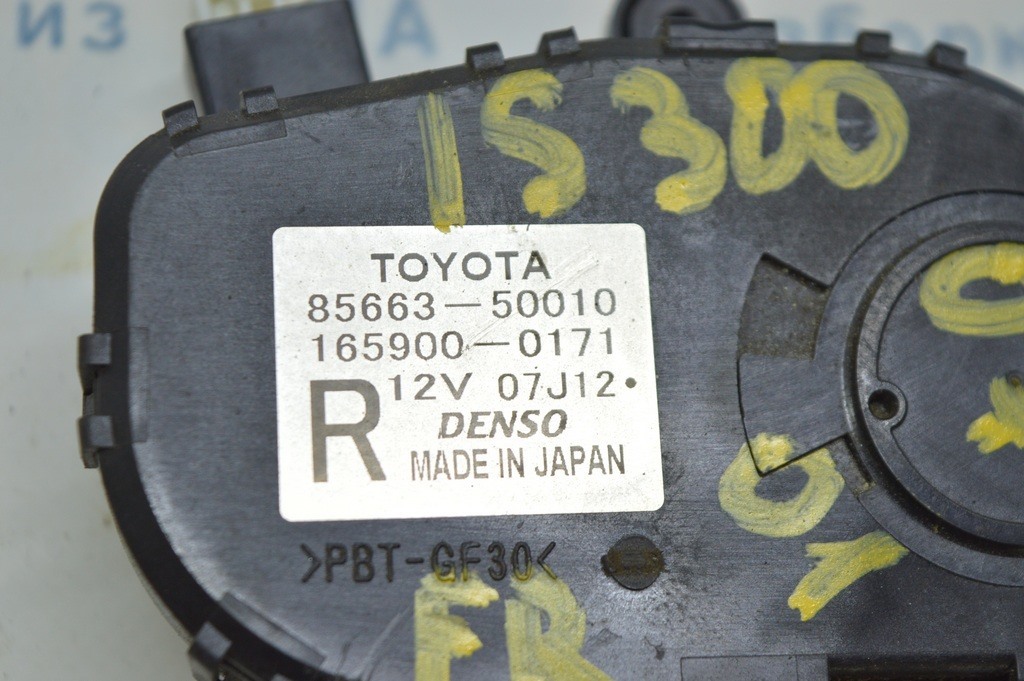 ИЗ А
IS300
TOYOTA
85663-50010
165900-0171
R 12V 07J12•
DENSO
MADE IN JAPAN
>PBT-GF30<
FR